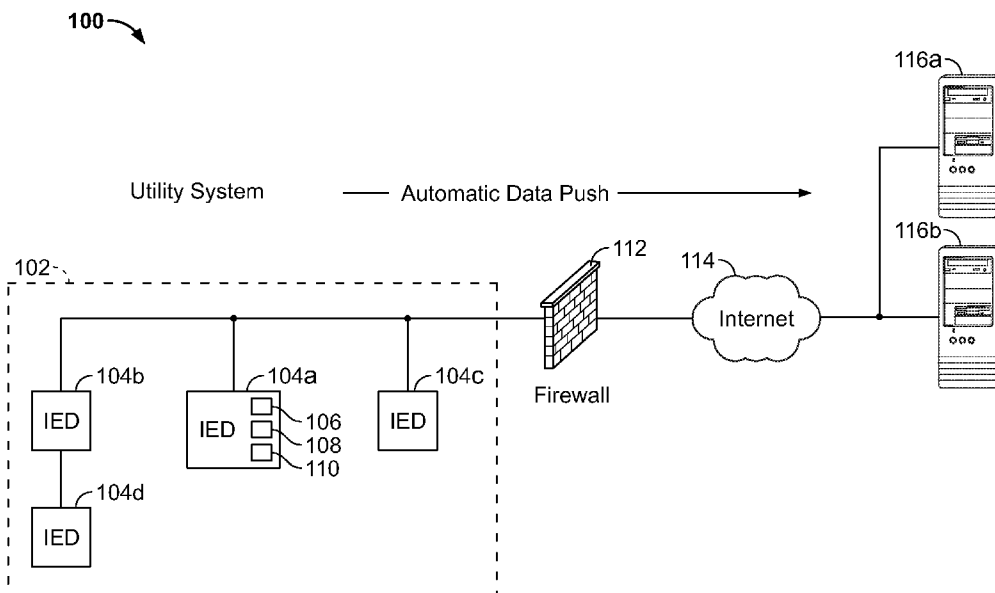 100
116a
Utility System
Automatic Data Push
116b
102
112
114
Internet
104b
104a
104c
IED
IED
106
IED
108
110
Firewall
104d
IED